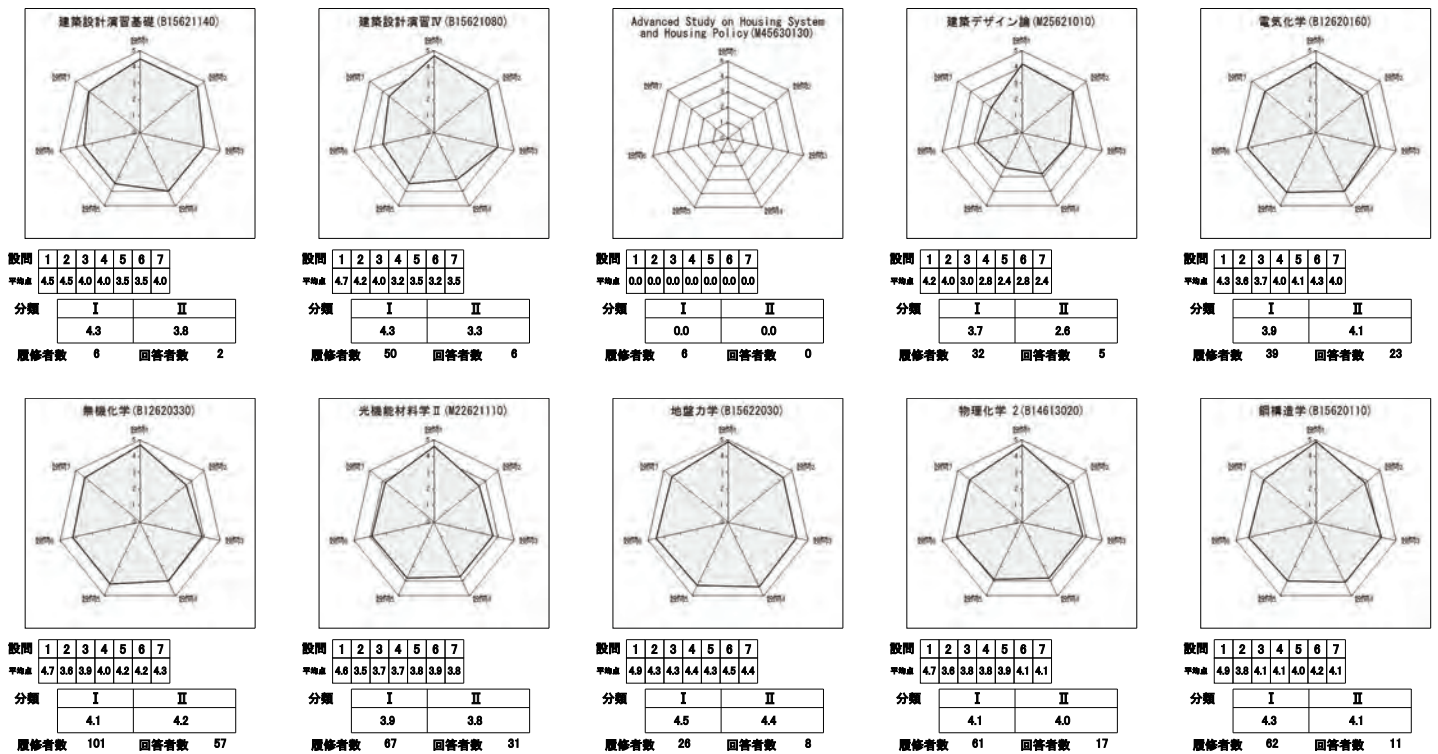 建築設計演習基礎(B15621140)
設問 1 2 3 4 5 6 7
平均点 4.5 4.5 4.0 4.0 3.5 3.5 4.0
分類 Ⅰ Ⅱ
4.3 3.8
履修者数 6 回答者数 2
建築設計演習Ⅳ(B15621080)
設問 1 2 3 4 5 6 7
平均点 4.7 4.2 4.0 3.2 3.5 3.2 3.5
分類 Ⅰ Ⅱ
4.3 3.3
履修者数 50 回答者数 6
Advanced Study on Housing System
and Housing Policy(M45630130)
設問 1 2 3 4 5 6 7
平均点 0.0 0.0 0.0 0.0 0.0 0.0 0.0
分類 Ⅰ Ⅱ
0.0 0.0
履修者数 6 回答者数 0
建築デザイン論(M25621010)
設問 1 2 3 4 5 6 7
平均点 4.2 4.0 3.0 2.8 2.4 2.8 2.4
分類 Ⅰ Ⅱ
3.7 2.6
履修者数 32 回答者数 5
電気化学(B12620160)
設問 1 2 3 4 5 6 7
平均点 4.3 3.6 3.7 4.0 4.1 4.3 4.0
分類 Ⅰ Ⅱ
3.9 4.1
履修者数 39 回答者数 23
無機化学(B12620330)
設問 1 2 3 4 5 6 7
平均点 4.7 3.6 3.9 4.0 4.2 4.2 4.3
分類 Ⅰ Ⅱ
4.1 4.2
履修者数 101 回答者数 57
光機能材料学Ⅱ(M22621110)
設問 1 2 3 4 5 6 7
平均点 4.6 3.5 3.7 3.7 3.8 3.9 3.8
分類 Ⅰ Ⅱ
3.9 3.8
履修者数 67 回答者数 31
地盤力学(B15622030)
設問 1 2 3 4 5 6 7
平均点 4.9 4.3 4.3 4.4 4.3 4.5 4.4
分類 Ⅰ Ⅱ
4.5 4.4
履修者数 26 回答者数 8
物理化学 2(B14613020)
設問 1 2 3 4 5 6 7
平均点 4.7 3.6 3.8 3.8 3.9 4.1 4.1
分類 Ⅰ Ⅱ
4.1 4.0
履修者数 61 回答者数 17
鋼構造学(B15620110)
設問 1 2 3 4 5 6 7
平均点 4.9 3.8 4.1 4.1 4.0 4.2 4.1
分類 Ⅰ Ⅱ
4.3 4.1
履修者数 62 回答者数 11